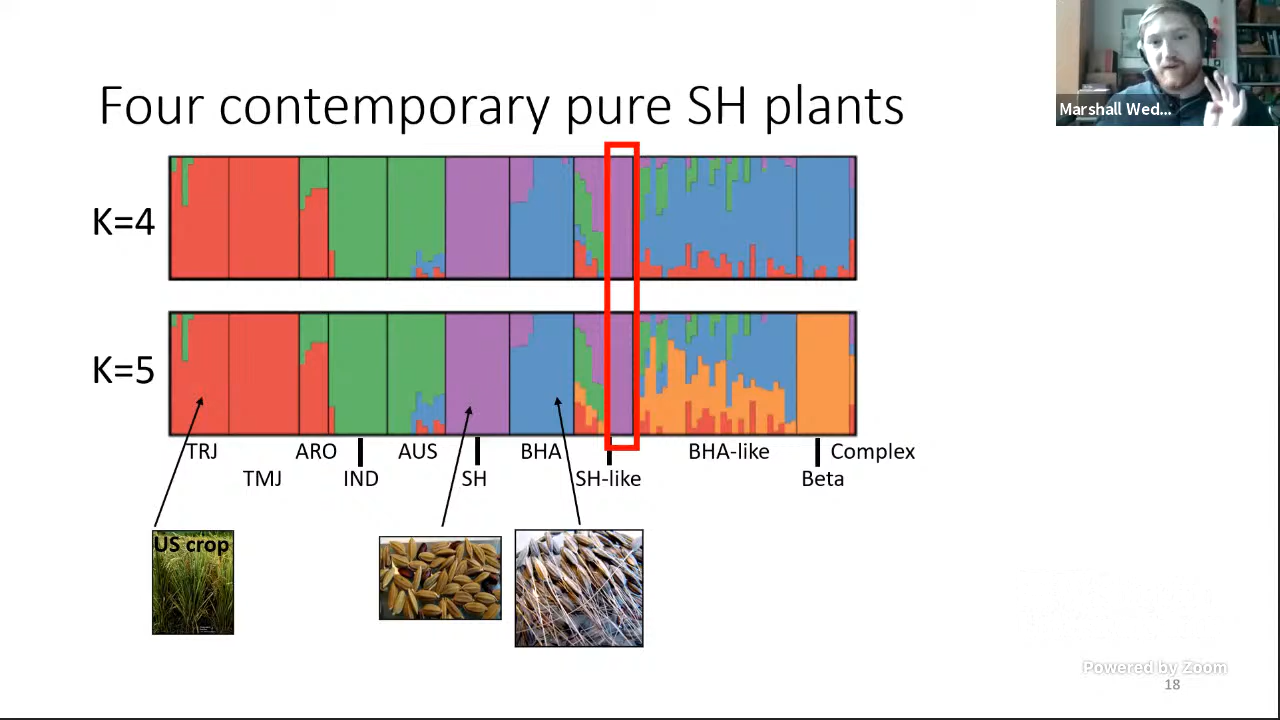 Four contemporary pure SH plants
Marshall Wed...
K=4
K=5
TRJ ARO AUS BHA BHA-like Complex
TMJ IND SH SH-like Beta
US crop
Powered by Zoom
18